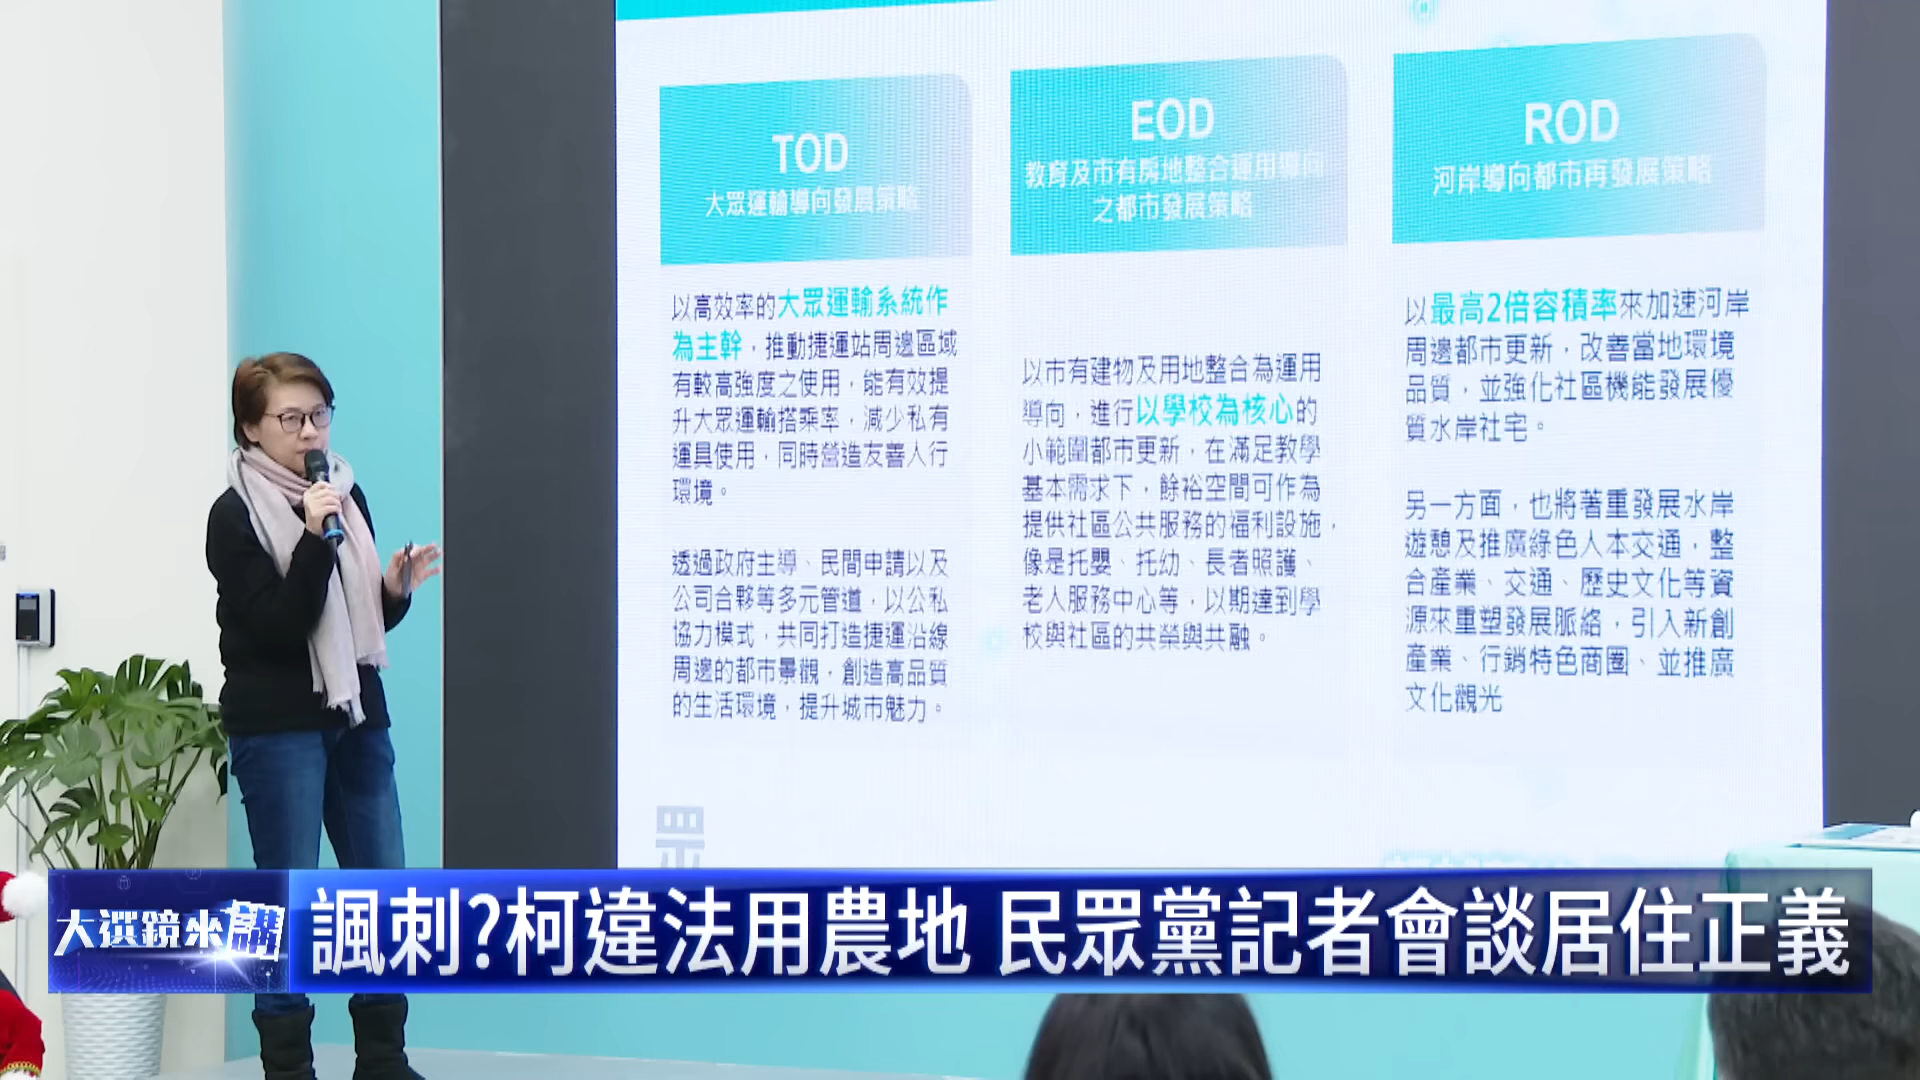 TOD
大眾運輸導向發展策略
以高效率的大眾運輸系統作
為主幹，推動捷運站周邊區域
有較高強度之使用，能有效提
升大眾運輸搭乘率，減少私有
運具使用，同時營造友善人行
環境。
透過政府主導、民間申請以及
公司合夥等多元管道，以公私
協力模式，共同打造捷運沿線
周邊的都市景觀，創造高品質
的生活環境，提升城市魅力。
EOD
教育及市有房地整合運用導向
之都市發展策略
以市有建物及用地整合為運用
導向，進行以學校為核心的
小範圍都市更新，在滿足教學
基本需求下，餘裕空間可作為
提供社區公共服務的福利設施，
像是托嬰、托幼、長者照護、
老人服務中心等，以期達到學
校與社區的共榮與共融。
ROD
河岸導向都市再發展策略
以最高2倍容積率來加速河岸
周邊都市更新，改善當地環境
品質，並強化社區機能發展優
質水岸社宅。
另一方面，也將著重發展水岸
遊憩及推廣綠色人本交通，整
合產業、交通、歷史文化等資
源來重塑發展脈絡，引入新創
產業、行銷特色商圈、並推廣
文化觀光
眾
大選鏡來講
諷刺?柯違法用農地 民眾黨記者會談居住正義